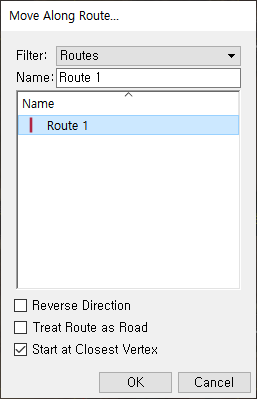 Move Along Route...
Filter: Routes
Name: Route 1
Name
Route 1
Reverse Direction
Treat Route as Road
Start at Closest Vertex
OK Cancel